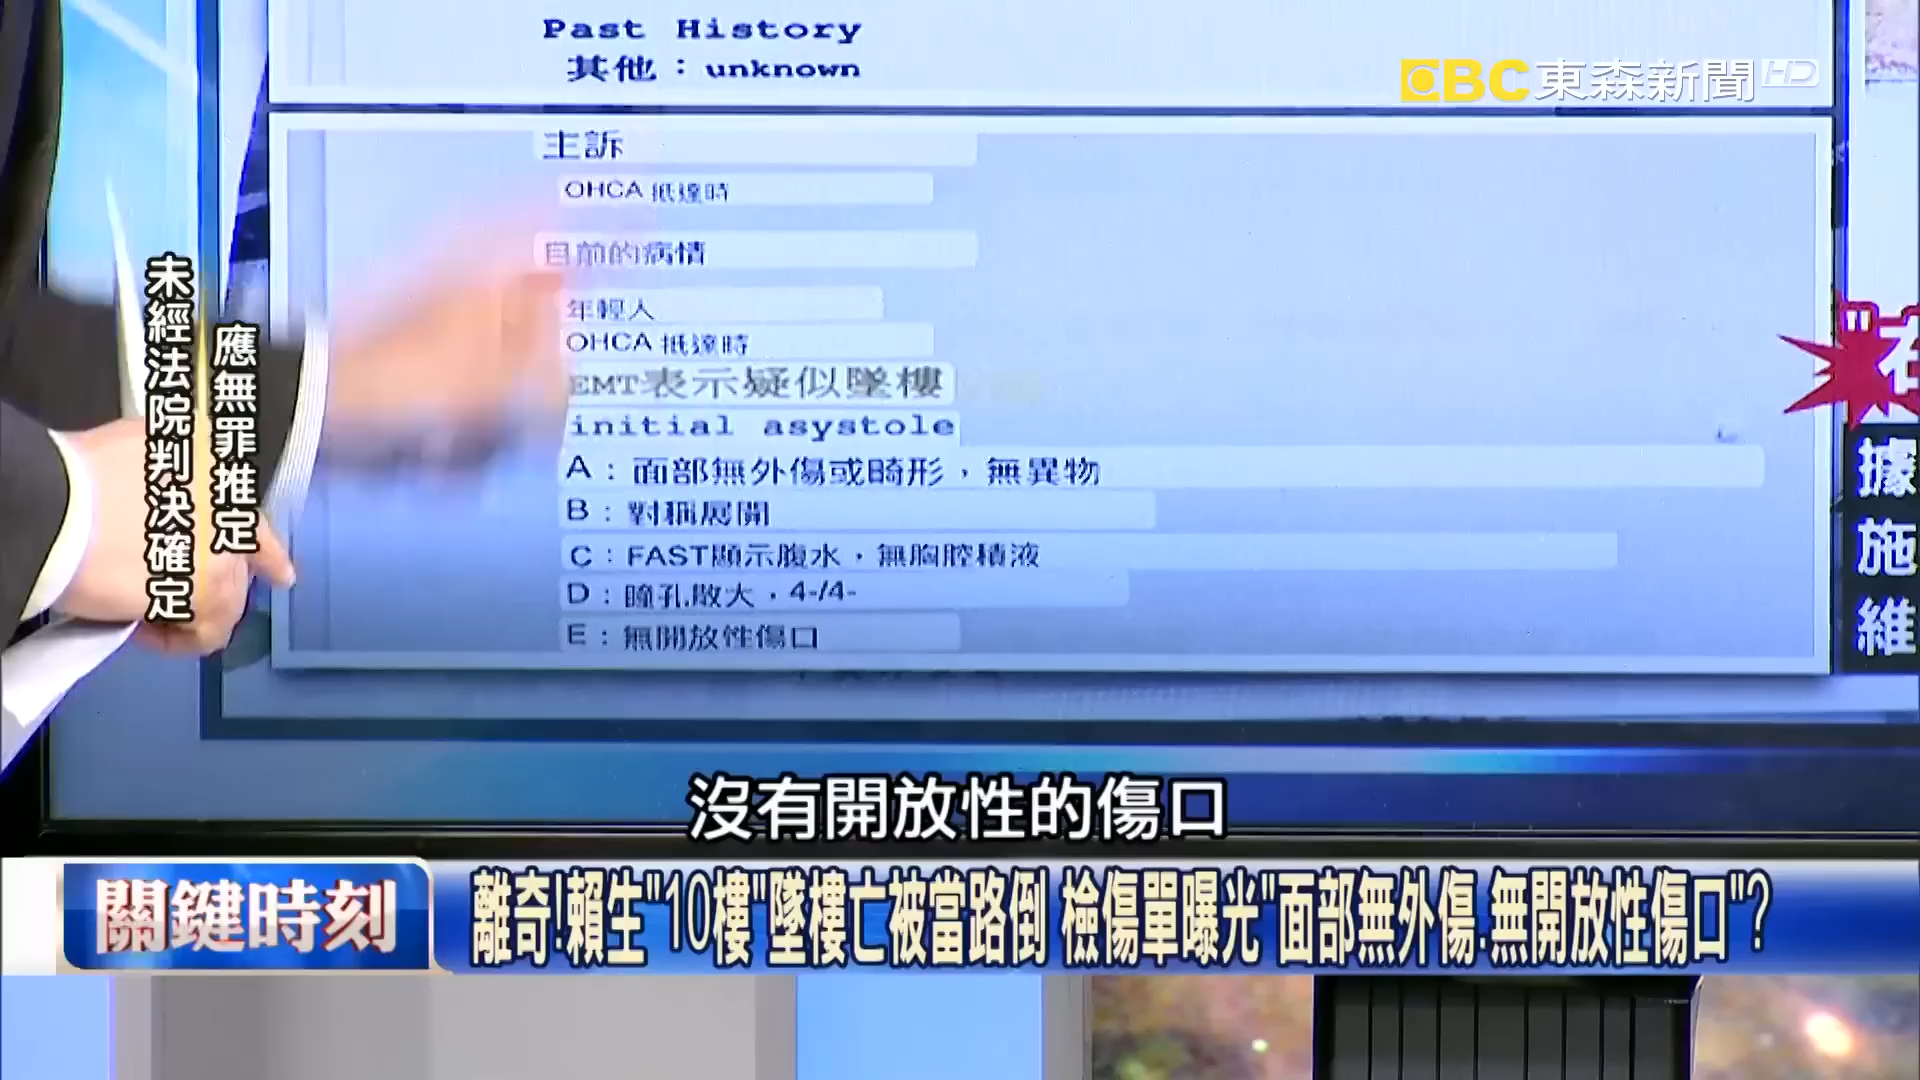 Past History
其他：unknown
EBC東森新聞HD
主訴
OHCA 抵達時
目前的病情
年輕人
OHCA 抵達時
EMT表示疑似墜樓
initial asystole
A：面部無外傷或畸形，無異物
B：對稱展開
C：FAST顯示腹水，無胸腔積液
D：瞳孔散大，4-/4-
E：無開放性傷口
應無罪推定
未經法院判決確定
據
施
維
沒有開放性的傷口
關鍵時刻
離奇!賴生"10樓"墜樓亡被當路倒 檢傷單曝光"面部無外傷.無開放性傷口"?